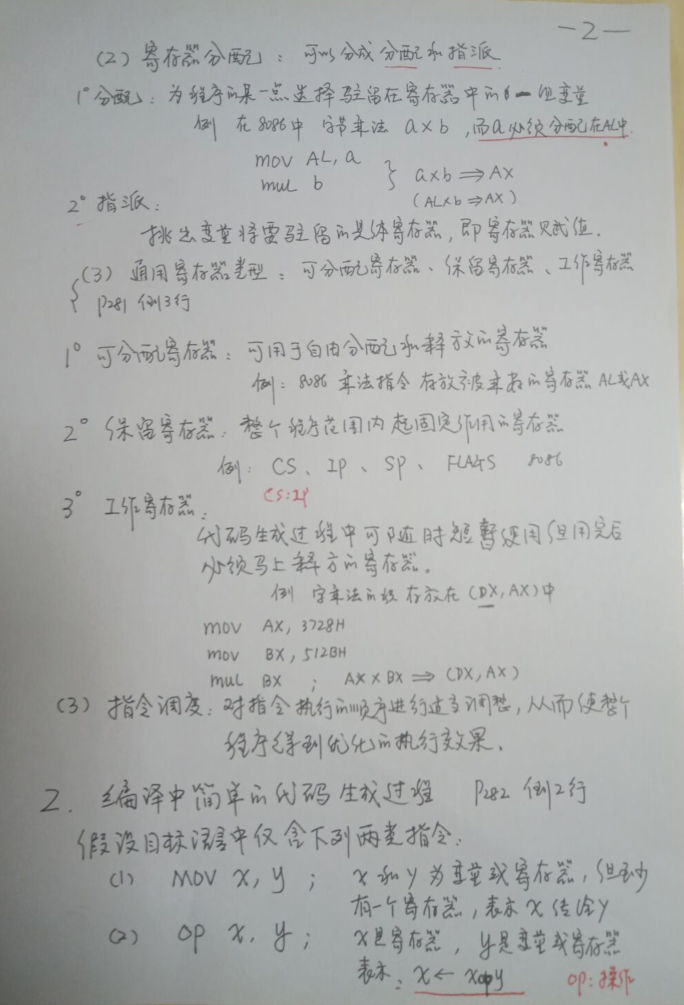 —2—
(2) 寄存器分配：可以分成分配和指派
1° 分配：为程序的某一点选择驻留在寄存器中的一组变量
例 在8086中 字节乘法 a×b，而a必须分配在AL中.
mov AL, a
mul b } a×b ⇒ AX
(AL×b ⇒ AX)
2° 指派：
挑出变量将要驻留的具体寄存器，即寄存器赋值.
{ (3) 通用寄存器类型：可分配寄存器、保留寄存器、工作寄存器
P281 倒3行
1° 可分配寄存器：可用于自由分配和释放的寄存器
例：8086 乘法指令 存放被乘数的寄存器 AL或AX
2° 保留寄存器：整个程序范围内起固定作用的寄存器
例：CS、IP、SP、FLAGS 8086
CS:IP
3° 工作寄存器：
代码生成过程中可随时短暂使用但用完后
必须马上释放的寄存器。
例 字乘法的 存放在 (DX, AX)中
mov AX, 3728H
mov BX, 512BH
mul BX ; AX×BX ⇒ (DX, AX)
(3) 指令调度：对指令执行的顺序进行适当调整，从而使整个
程序得到优化的执行效果.
2. 编译中简单的代码生成过程 P282 倒2行
假设目标语言中仅含下列两类指令：
(1) MOV x, y ; x和y为变量或寄存器，但至少
有一个寄存器，表示x传给y
(2) op x, y ; x是寄存器，y是变量或寄存器
表示：x ← x op y op:操作